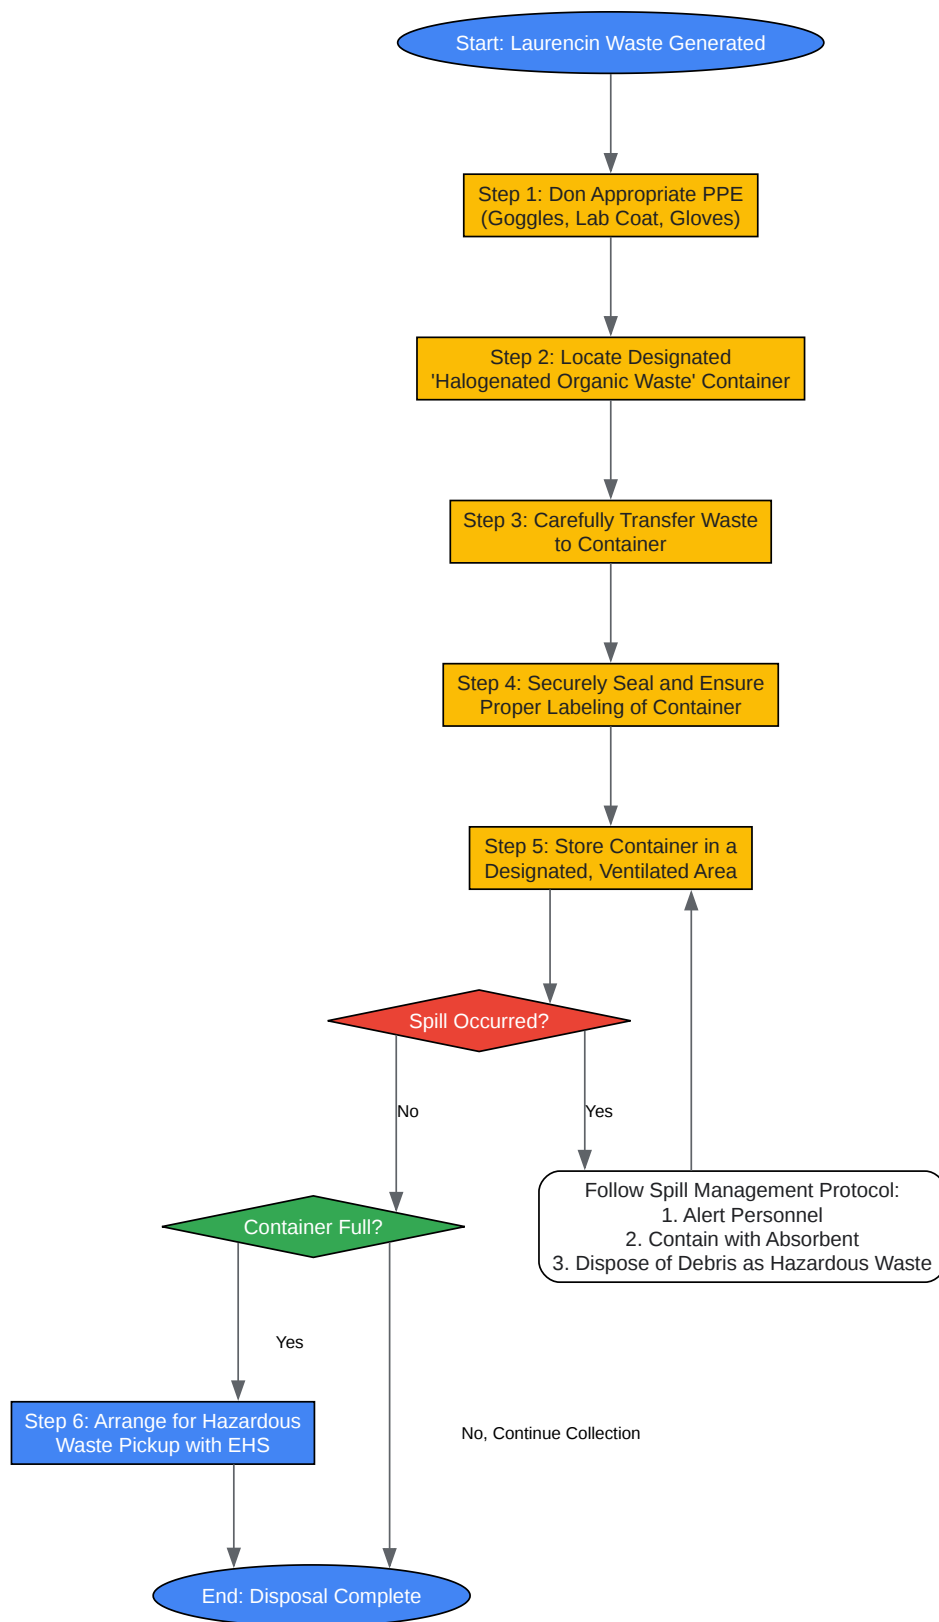 Start: Laurencin Waste Generated
Step 1: Don Appropriate PPE
(Goggles, Lab Coat, Gloves)
Step 2: Locate Designated
'Halogenated Organic Waste' Container
Step 3: Carefully Transfer Waste
to Container
Step 4: Securely Seal and Ensure
Proper Labeling of Container
Step 5: Store Container in a
Designated, Ventilated Area
Spill Occurred?
No
Yes
Follow Spill Management Protocol:
1. Alert Personnel
2. Contain with Absorbent
3. Dispose of Debris as Hazardous Waste
Container Full?
Yes
No, Continue Collection
Step 6: Arrange for Hazardous
Waste Pickup with EHS
End: Disposal Complete